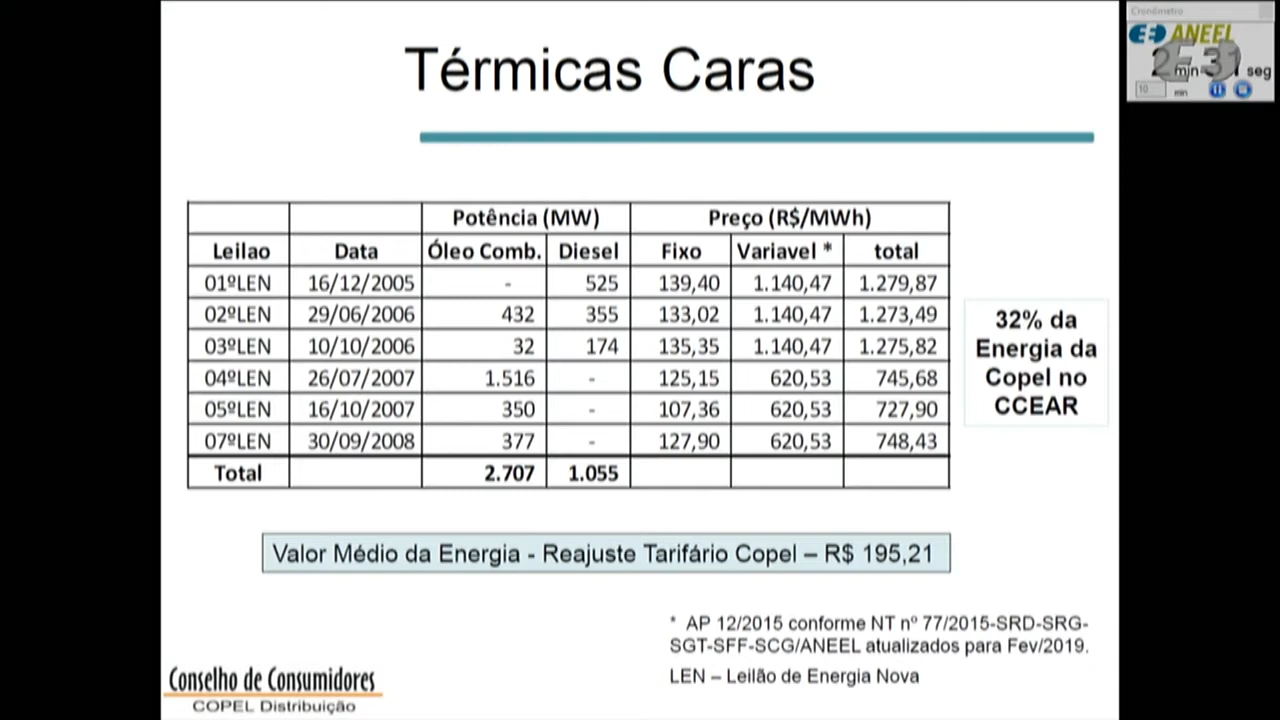 Térmicas Caras
Cronômetro
ANEEL
min seg
10 min
Potência (MW) Preço (R$/MWh)
Leilao Data Óleo Comb. Diesel Fixo Variavel * total
01ºLEN 16/12/2005 - 525 139,40 1.140,47 1.279,87
02ºLEN 29/06/2006 432 355 133,02 1.140,47 1.273,49
03ºLEN 10/10/2006 32 174 135,35 1.140,47 1.275,82
04ºLEN 26/07/2007 1.516 - 125,15 620,53 745,68
05ºLEN 16/10/2007 350 - 107,36 620,53 727,90
07ºLEN 30/09/2008 377 - 127,90 620,53 748,43
Total 2.707 1.055
32% da
Energia da
Copel no
CCEAR
Valor Médio da Energia - Reajuste Tarifário Copel – R$ 195,21
* AP 12/2015 conforme NT nº 77/2015-SRD-SRG-
SGT-SFF-SCG/ANEEL atualizados para Fev/2019.
LEN – Leilão de Energia Nova
Conselho de Consumidores
COPEL Distribuição